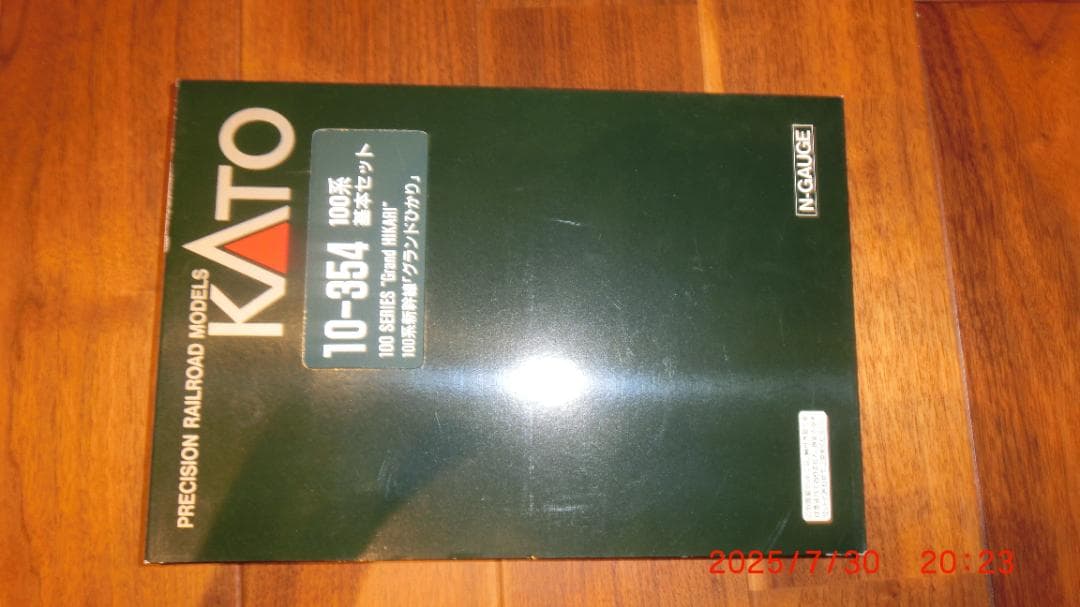 PRECISION RAILROAD MODELS
KATO
10-354 100系 基本セット
100 SERIES "Grand HIKARI"
100系新幹線「グランドひかり」
N-GAUGE
2025/7/30 20:23